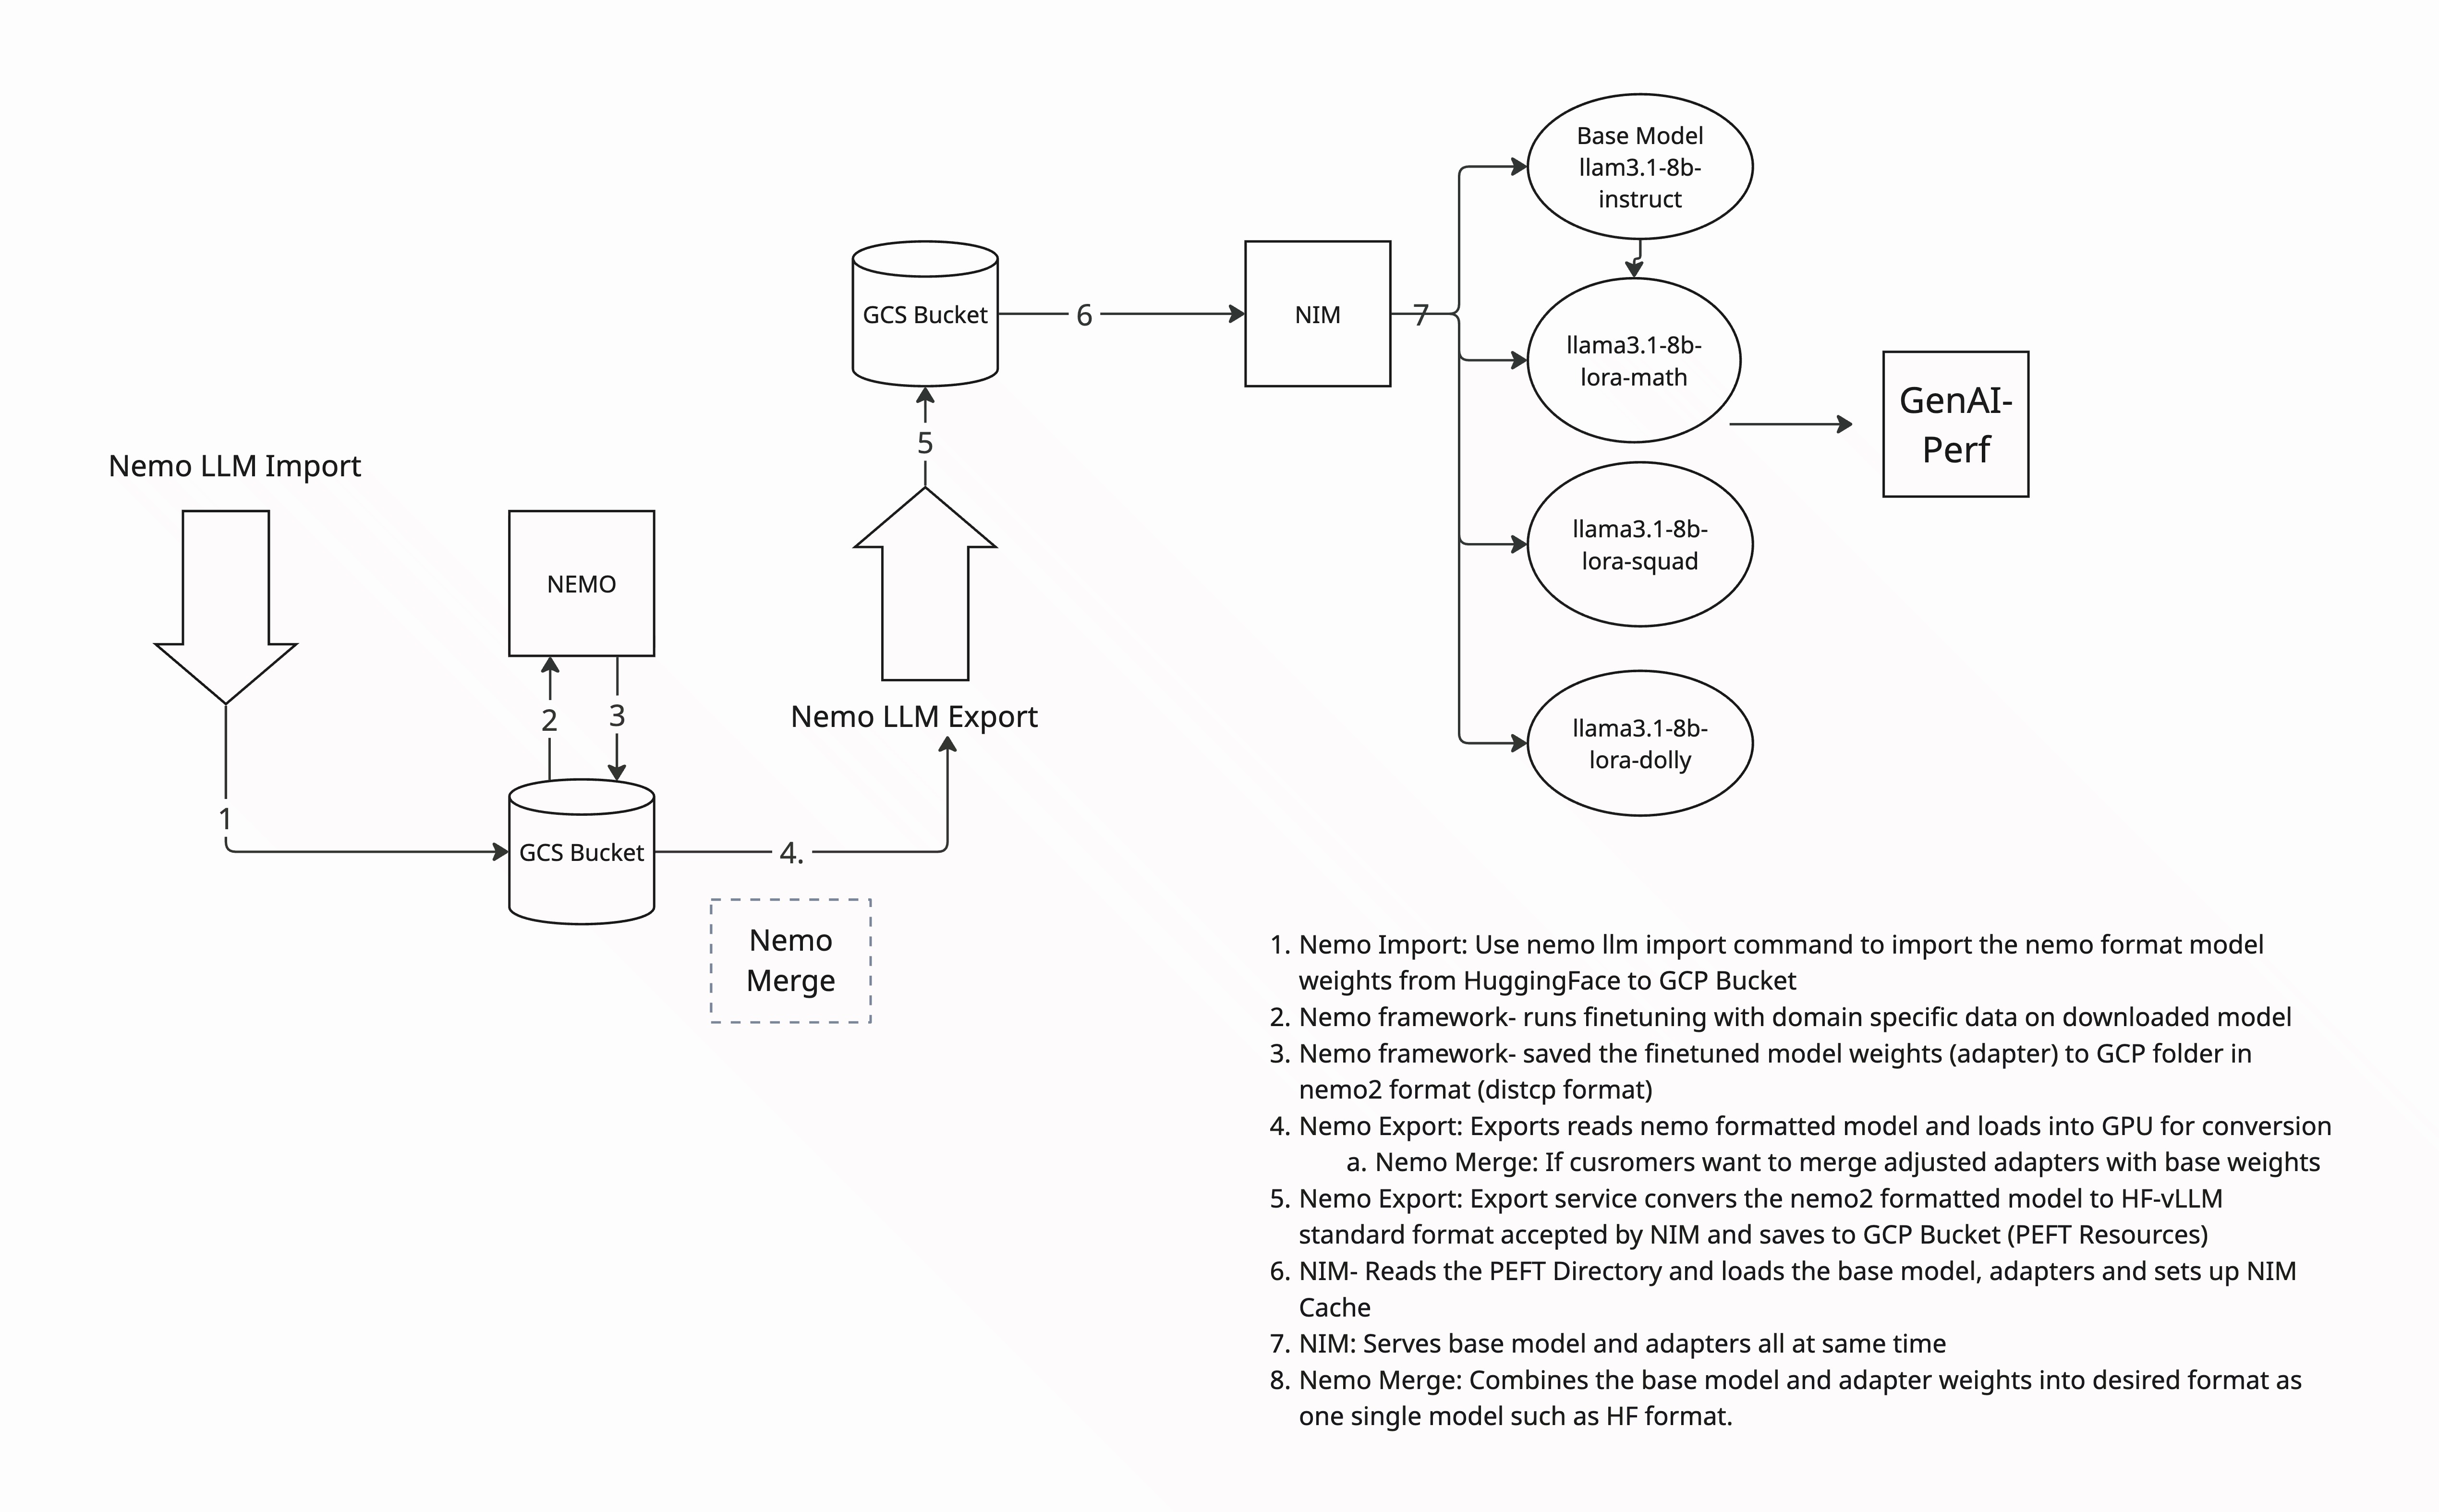 Base Model
llam3.1-8b-
instruct
GCS Bucket
6
NIM
7
llama3.1-8b-
lora-math
GenAI-
Perf
5
Nemo LLM Import
llama3.1-8b-
lora-squad
NEMO
2
3
Nemo LLM Export
llama3.1-8b-
lora-dolly
1
GCS Bucket
4.
Nemo
Merge
1. Nemo Import: Use nemo llm import command to import the nemo format model
weights from HuggingFace to GCP Bucket
2. Nemo framework- runs finetuning with domain specific data on downloaded model
3. Nemo framework- saved the finetuned model weights (adapter) to GCP folder in
nemo2 format (distcp format)
4. Nemo Export: Exports reads nemo formatted model and loads into GPU for conversion
a. Nemo Merge: If cusromers want to merge adjusted adapters with base weights
5. Nemo Export: Export service convers the nemo2 formatted model to HF-vLLM
standard format accepted by NIM and saves to GCP Bucket (PEFT Resources)
6. NIM- Reads the PEFT Directory and loads the base model, adapters and sets up NIM
Cache
7. NIM: Serves base model and adapters all at same time
8. Nemo Merge: Combines the base model and adapter weights into desired format as
one single model such as HF format.